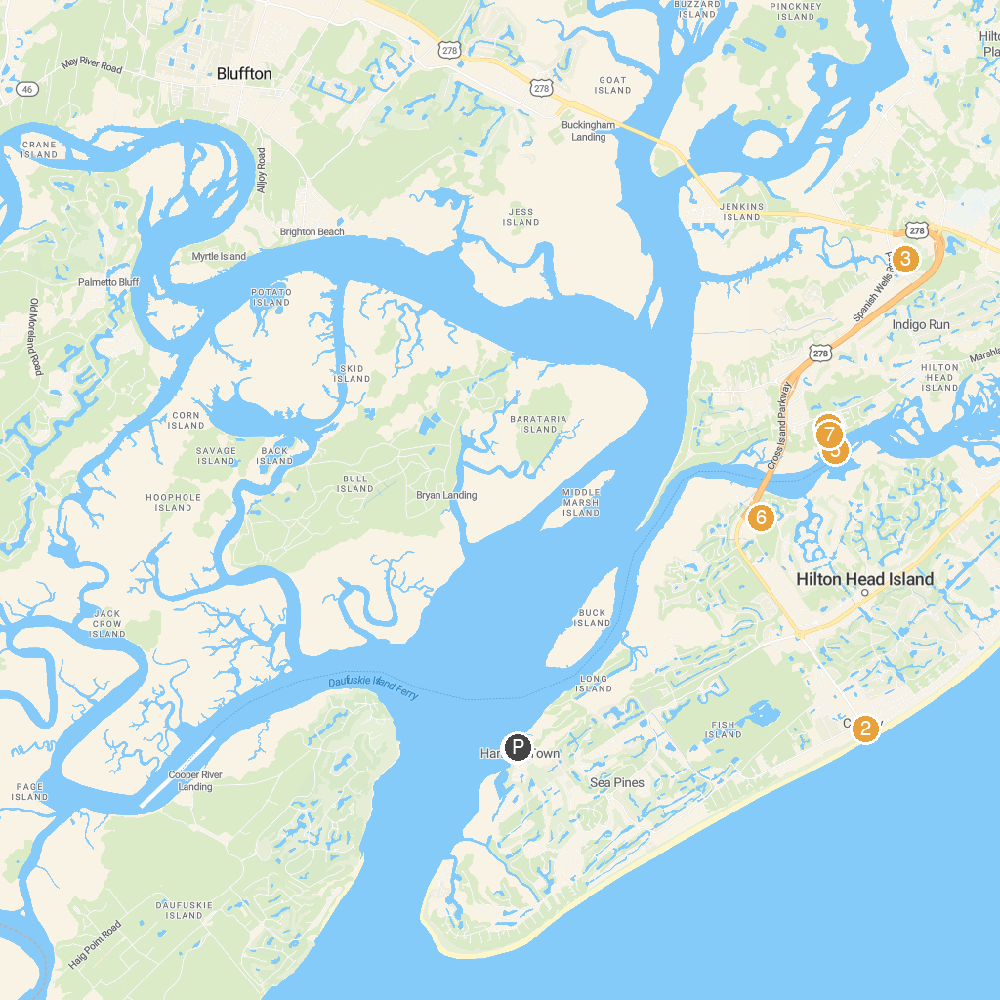 BUZZARD
ISLAND
PINCKNEY
ISLAND
278
May River Road
Bluffton
46
278
GOAT
ISLAND
Buckingham
Landing
CRANE
ISLAND
Alljoy Road
JESS
ISLAND
JENKINS
ISLAND
278
Brighton Beach
Myrtle Island
3
Spanish Wells
Palmetto Bluff
POTATO
ISLAND
Old Moreland Road
Indigo Run
278
SKID
ISLAND
HILTON
HEAD
ISLAND
Cross Island Parkway
CORN
ISLAND
BARATARIA
ISLAND
7
5
SAVAGE
ISLAND
BACK
ISLAND
BULL
ISLAND
Bryan Landing
MIDDLE
MARSH
ISLAND
HOOPHOLE
ISLAND
6
Hilton Head Island
JACK
CROW
ISLAND
BUCK
ISLAND
LONG
ISLAND
Daufuskie Island Ferry
FISH
ISLAND
2
P
Town
Cooper River
Landing
Sea Pines
PAGE
ISLAND
DAUFUSKIE
ISLAND
Haig Point Road